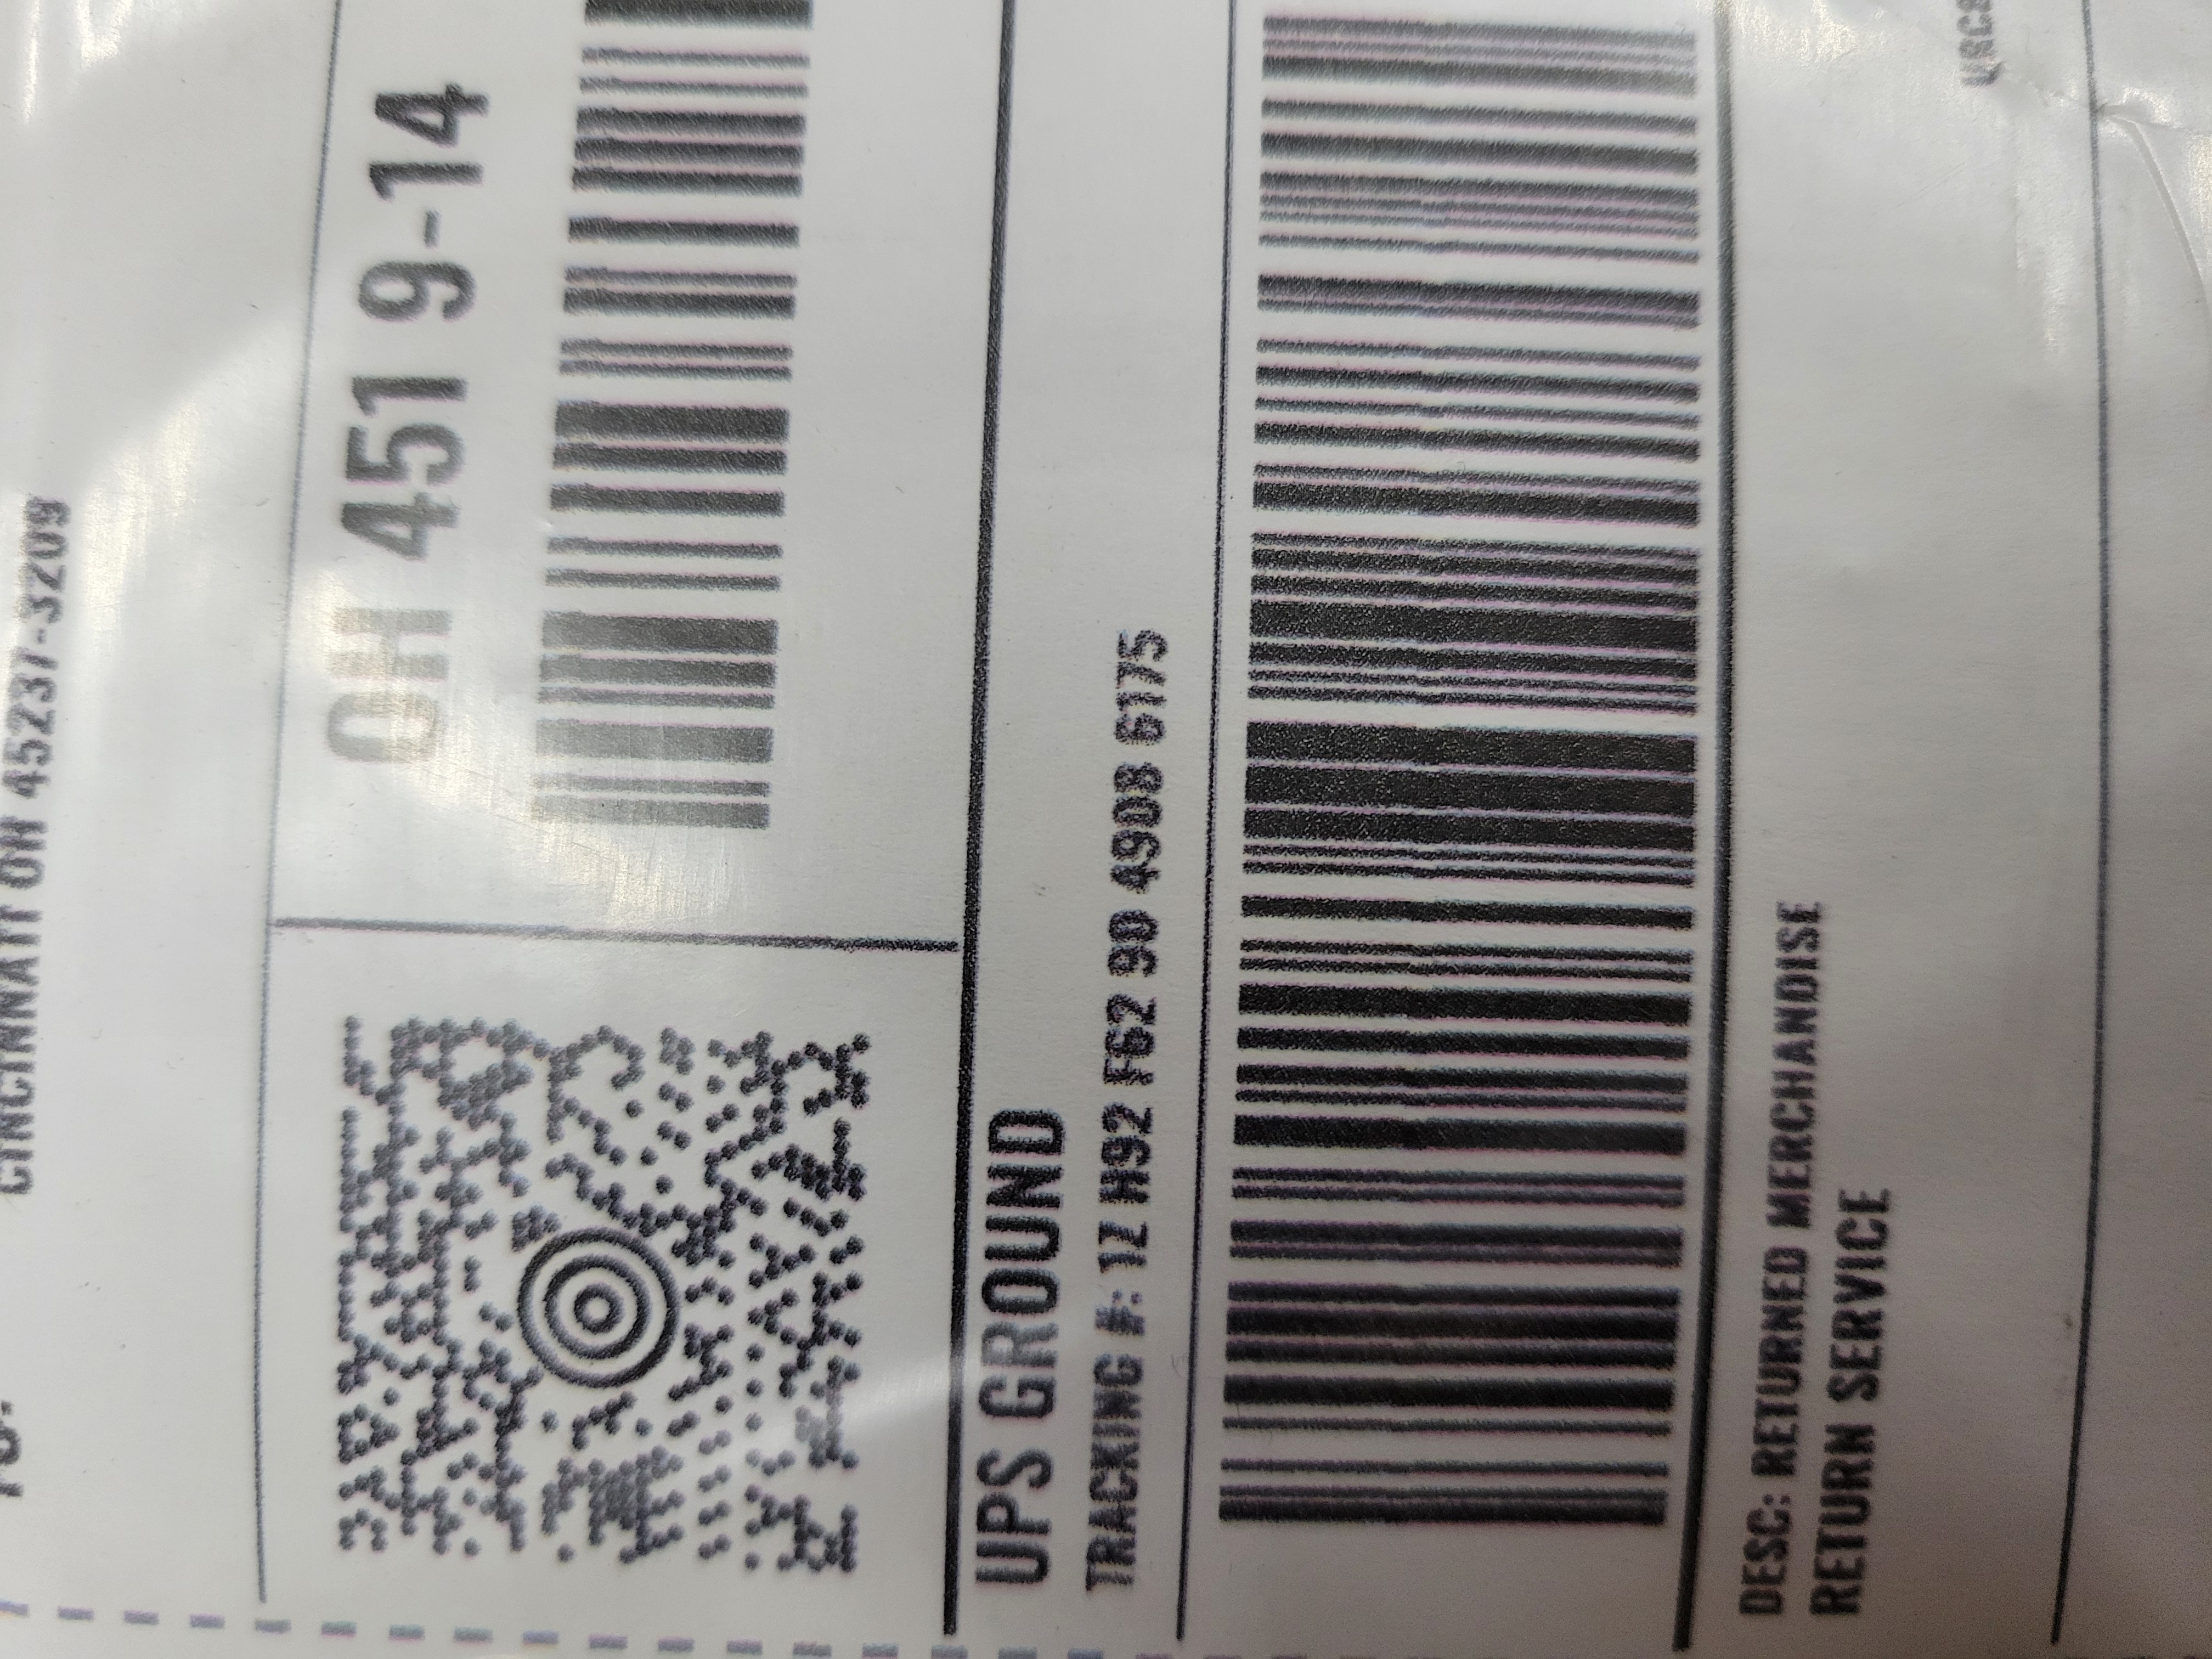 CINCINNATI OH 45237-3209
OH 451 9-14
UPS GROUND
TRACKING #: 1Z H92 F62 90 4908 6175
DESC: RETURNED MERCHANDISE
RETURN SERVICE